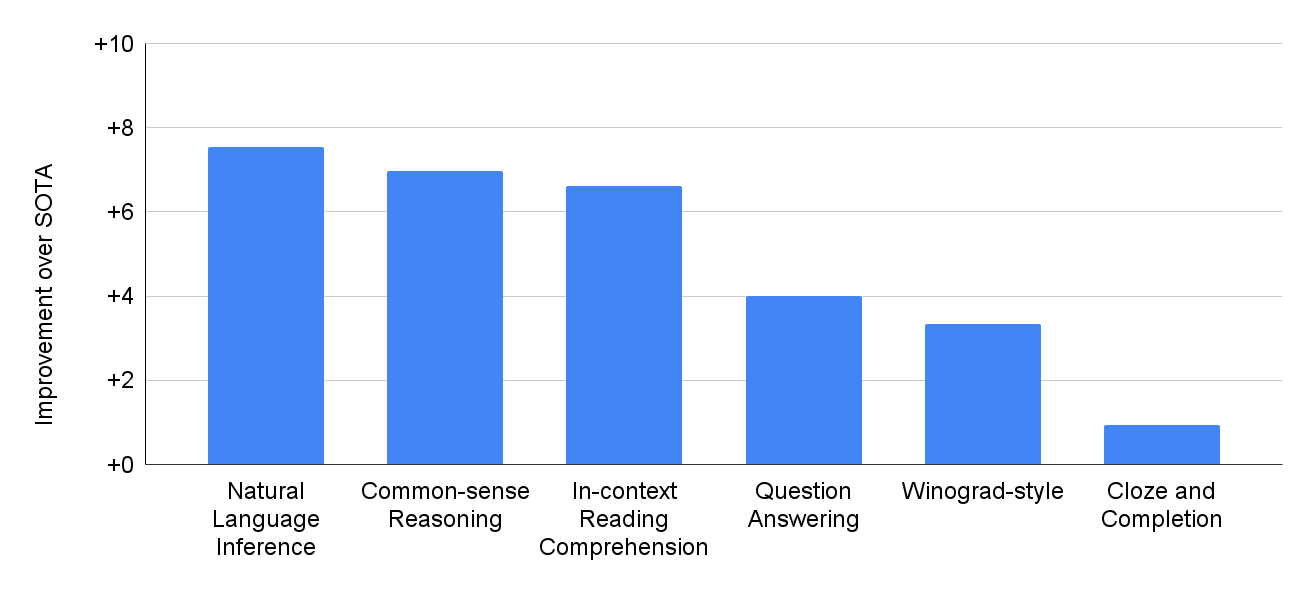 +10
+8
+6
+4
+2
+0
Improvement over SOTA
Natural
Language
Inference
Common-sense
Reasoning
In-context
Reading
Comprehension
Question
Answering
Winograd-style
Cloze and
Completion